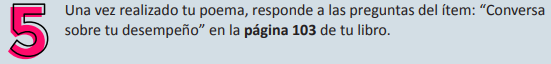 5
Una vez realizado tu poema, responde a las preguntas del ítem: “Conversa
sobre tu desempeño” en la página 103 de tu libro.